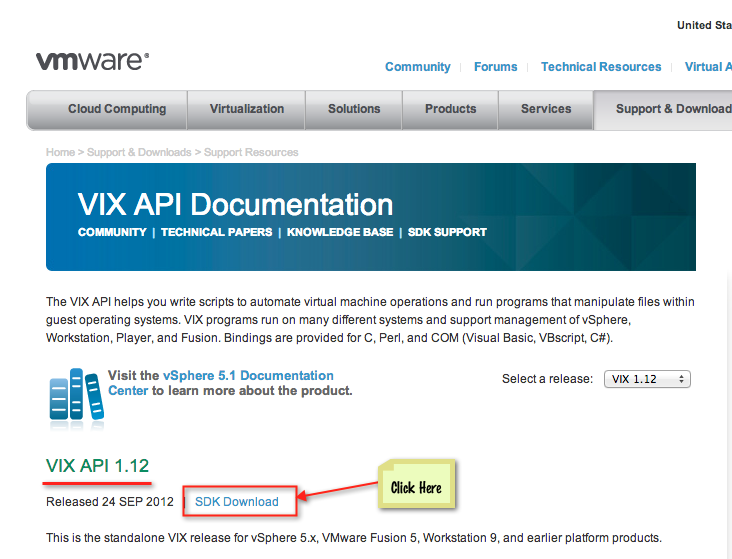 United Sta
vmware®
Community | Forums | Technical Resources | Virtual A
Cloud Computing Virtualization Solutions Products Services Support & Download
Home > Support & Downloads > Support Resources
VIX API Documentation
COMMUNITY | TECHNICAL PAPERS | KNOWLEDGE BASE | SDK SUPPORT
The VIX API helps you write scripts to automate virtual machine operations and run programs that manipulate files within
guest operating systems. VIX programs run on many different systems and support management of vSphere,
Workstation, Player, and Fusion. Bindings are provided for C, Perl, and COM (Visual Basic, VBscript, C#).
Visit the vSphere 5.1 Documentation
Center to learn more about the product.
Select a release: VIX 1.12
VIX API 1.12
Released 24 SEP 2012 | SDK Download
Click Here
This is the standalone VIX release for vSphere 5.x, VMware Fusion 5, Workstation 9, and earlier platform products.